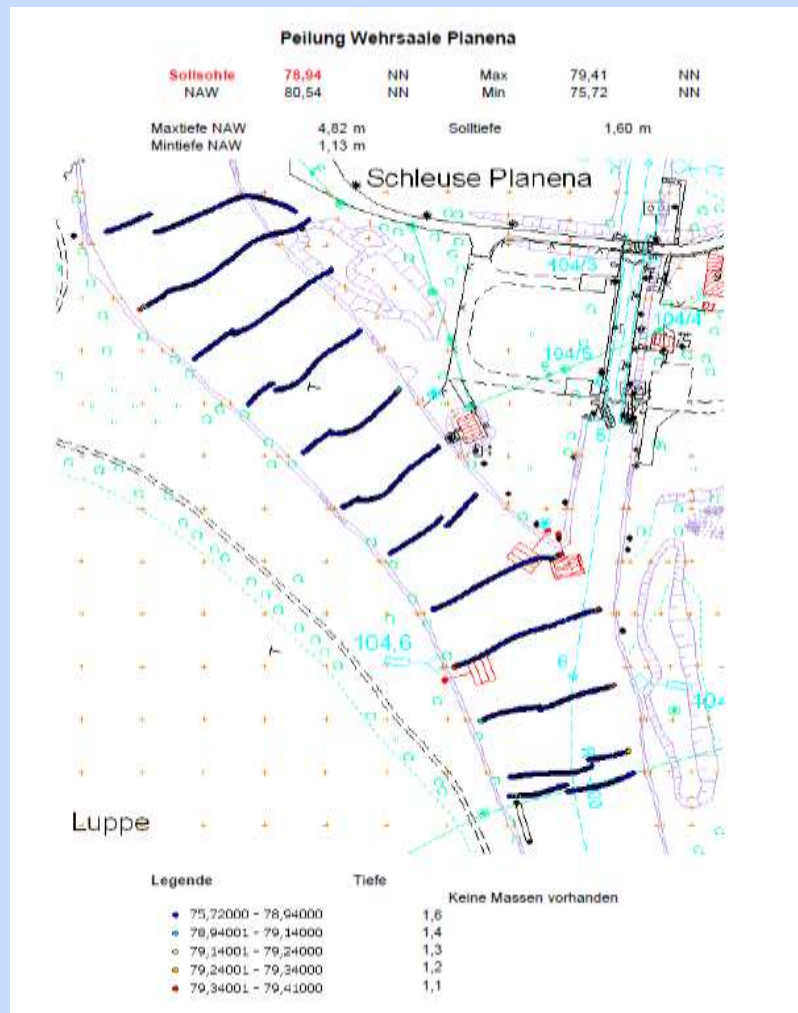 Peilung Wehrsaale Planena
Sollsohle 78,94 NN Max 79,41 NN
NAW 80,54 NN Min 75,72 NN
Maxtiefe NAW 4,82 m Solltiefe 1,60 m
Mintiefe NAW 1,13 m
Schleuse Planena
104/3
104/4
104/5
104,6
Luppe
Legende Tiefe
Keine Massen vorhanden
75,72000 - 78,94000 1,6
78,94001 - 79,14000 1,4
79,14001 - 79,24000 1,3
79,24001 - 79,34000 1,2
79,34001 - 79,41000 1,1